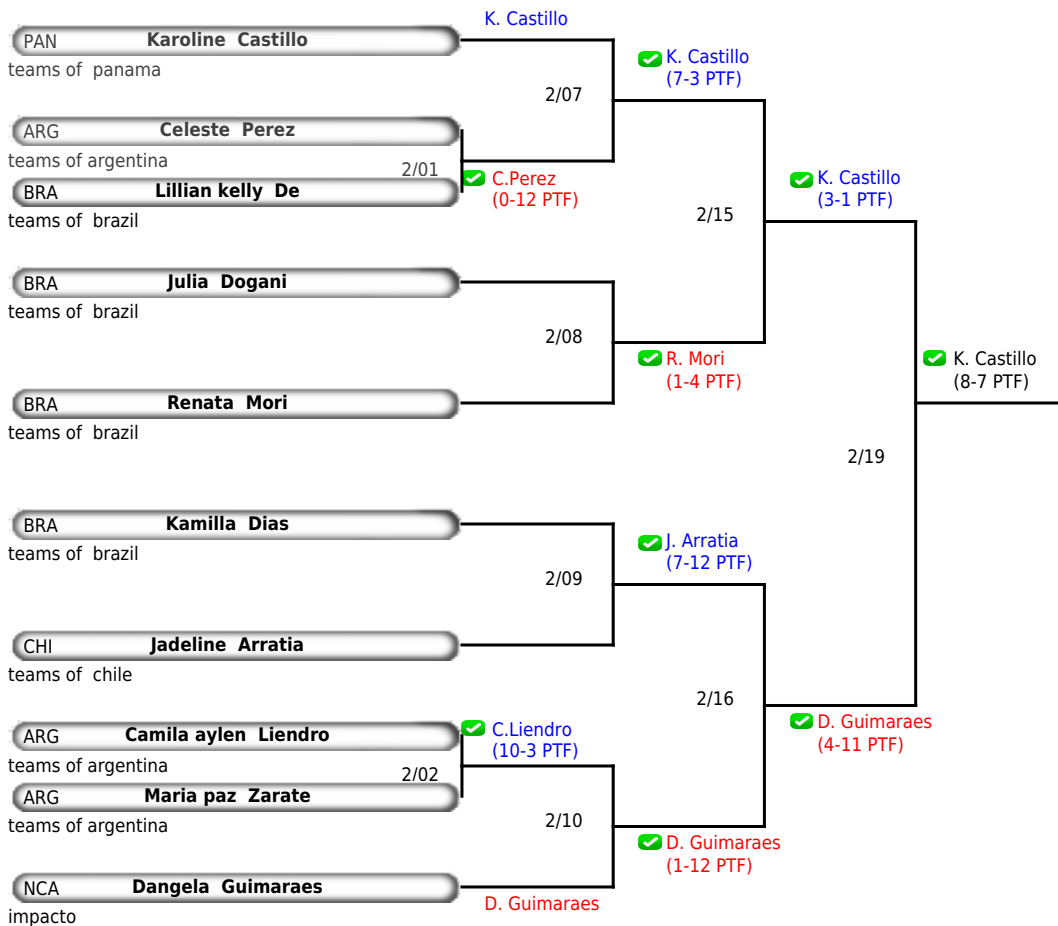 K. Castillo
PAN Karoline Castillo
teams of panama
K. Castillo
(7-3 PTF)
2/07
ARG Celeste Perez
teams of argentina
2/01
C.Perez
(0-12 PTF)
BRA Lillian kelly De
teams of brazil
K. Castillo
(3-1 PTF)
2/15
BRA Julia Dogani
teams of brazil
2/08
R. Mori
(1-4 PTF)
K. Castillo
(8-7 PTF)
BRA Renata Mori
teams of brazil
2/19
BRA Kamilla Dias
teams of brazil
J. Arratia
(7-12 PTF)
2/09
CHI Jadeline Arratia
teams of chile
2/16
D. Guimaraes
(4-11 PTF)
ARG Camila aylen Liendro
teams of argentina
C.Liendro
(10-3 PTF)
2/02
ARG Maria paz Zarate
teams of argentina
2/10
D. Guimaraes
(1-12 PTF)
NCA Dangela Guimaraes
impacto
D. Guimaraes